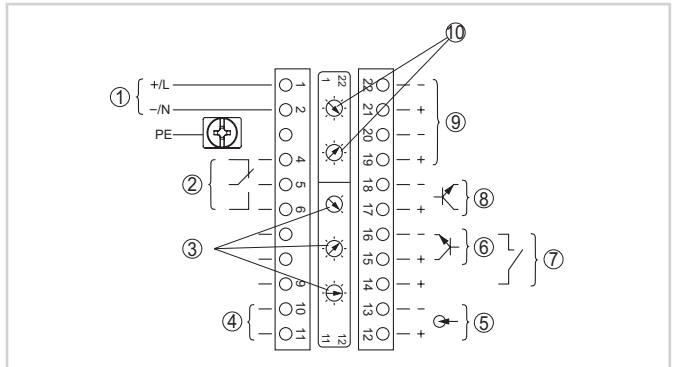 ⑩
① +/L 1 1 22 22 -
-/N 2 21 +
PE 20 - ⑨
② 4 19 +
5 18 - ⑧
6 17 +
③ 16 - ⑥ ⑦
15 +
9 14 +
④ 10 13 - ⑤
11 11 12 12 +